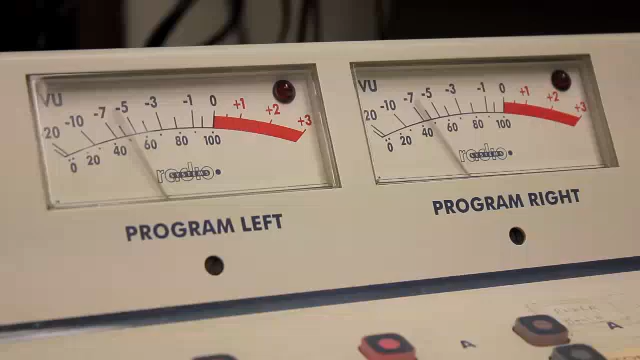 VU
-10 -7 -5 -3 -1 0 +1 +2 +3
20
0 20 40 60 80 100
radio
PROGRAM LEFT
VU
-10 -7 -5 -3 -1 0 +1 +2 +3
20
0 20 40 60 80 100
radio
PROGRAM RIGHT
A
A